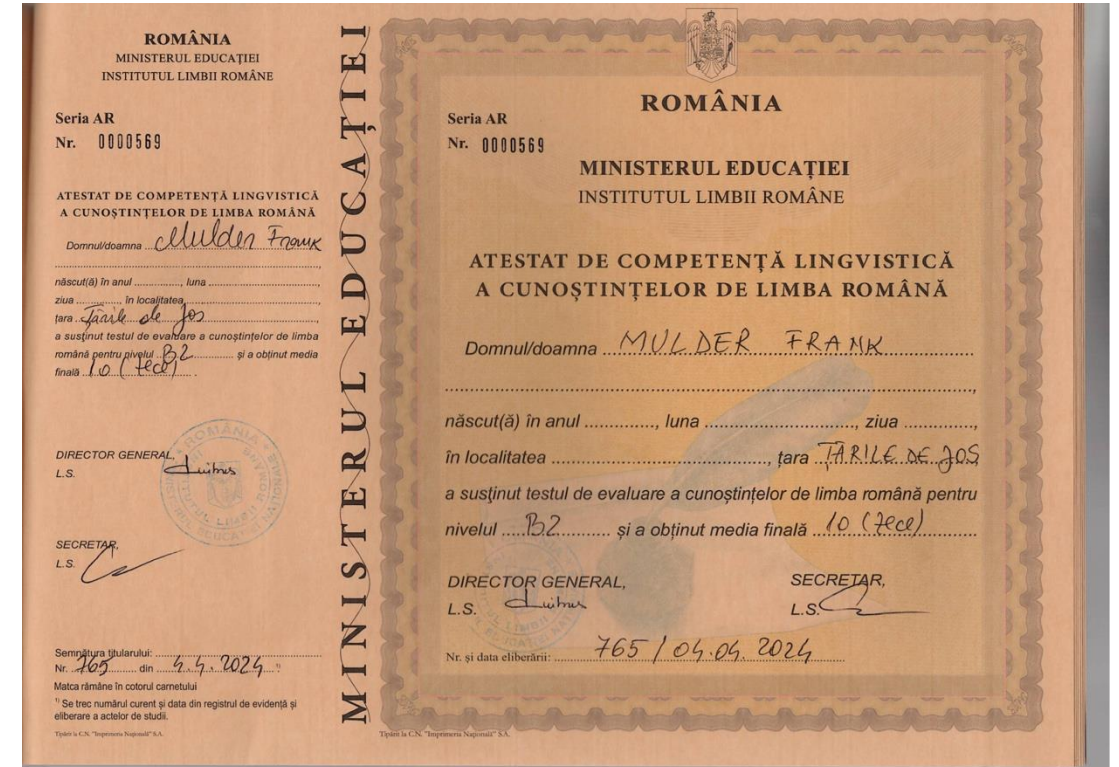 ROMÂNIA
MINISTERUL EDUCAȚIEI
INSTITUTUL LIMBII ROMÂNE
Seria AR
Nr. 0000569
ATESTAT DE COMPETENȚĂ LINGVISTICĂ
A CUNOȘTINȚELOR DE LIMBA ROMÂNĂ
Domnul/doamna Mulder Frank
născut(ă) în anul ............, luna ............,
ziua ............, în localitatea ............,
țara Țările de Jos
a susținut testul de evaluare a cunoștințelor de limba
română pentru nivelul B2 și a obținut media
finală 10 (zece).
DIRECTOR GENERAL,
L.S.
SECRETAR,
L.S.
Semnătura titularului:
Nr. 765 din 4.4.2024 ¹⁾
Matca rămâne în cotorul carnetului
¹⁾ Se trec numărul curent și data din registrul de evidență și
eliberare a actelor de studii.
Tipărit la C.N. "Imprimeria Națională" S.A.
MINISTERUL EDUCAȚIEI
ROMÂNIA
Seria AR
Nr. 0000569
MINISTERUL EDUCAȚIEI
INSTITUTUL LIMBII ROMÂNE
ATESTAT DE COMPETENȚĂ LINGVISTICĂ
A CUNOȘTINȚELOR DE LIMBA ROMÂNĂ
Domnul/doamna MULDER FRANK
născut(ă) în anul ............, luna ............, ziua ............,
în localitatea ............, țara ȚĂRILE DE JOS
a susținut testul de evaluare a cunoștințelor de limba română pentru
nivelul B2 și a obținut media finală 10 (zece)
DIRECTOR GENERAL,
L.S.
SECRETAR,
L.S.
Nr. și data eliberării: 765 / 04.04.2024
Tipărit la C.N. "Imprimeria Națională" S.A.